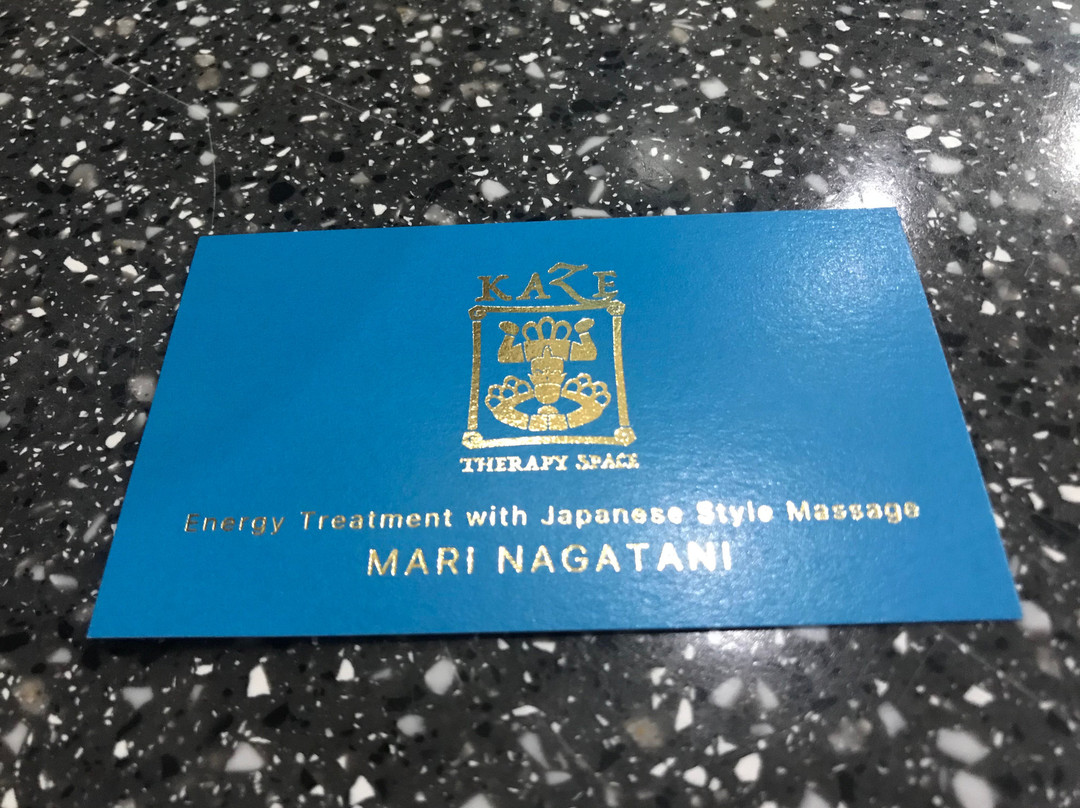 KAZE
THERAPY SPACE
Energy Treatment with Japanese Style Massage
MARI NAGATANI